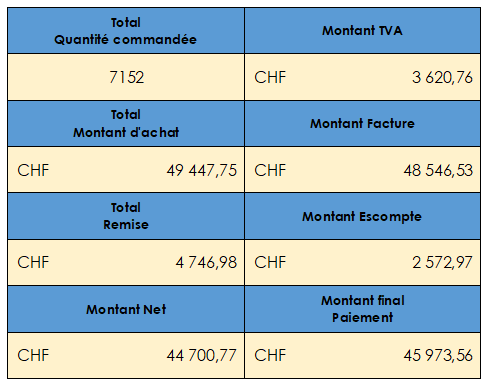 Total
Quantité commandée
Montant TVA
7152
CHF 3 620,76
Total
Montant d'achat
Montant Facture
CHF 49 447,75
CHF 48 546,53
Total
Remise
Montant Escompte
CHF 4 746,98
CHF 2 572,97
Montant Net
Montant final
Paiement
CHF 44 700,77
CHF 45 973,56